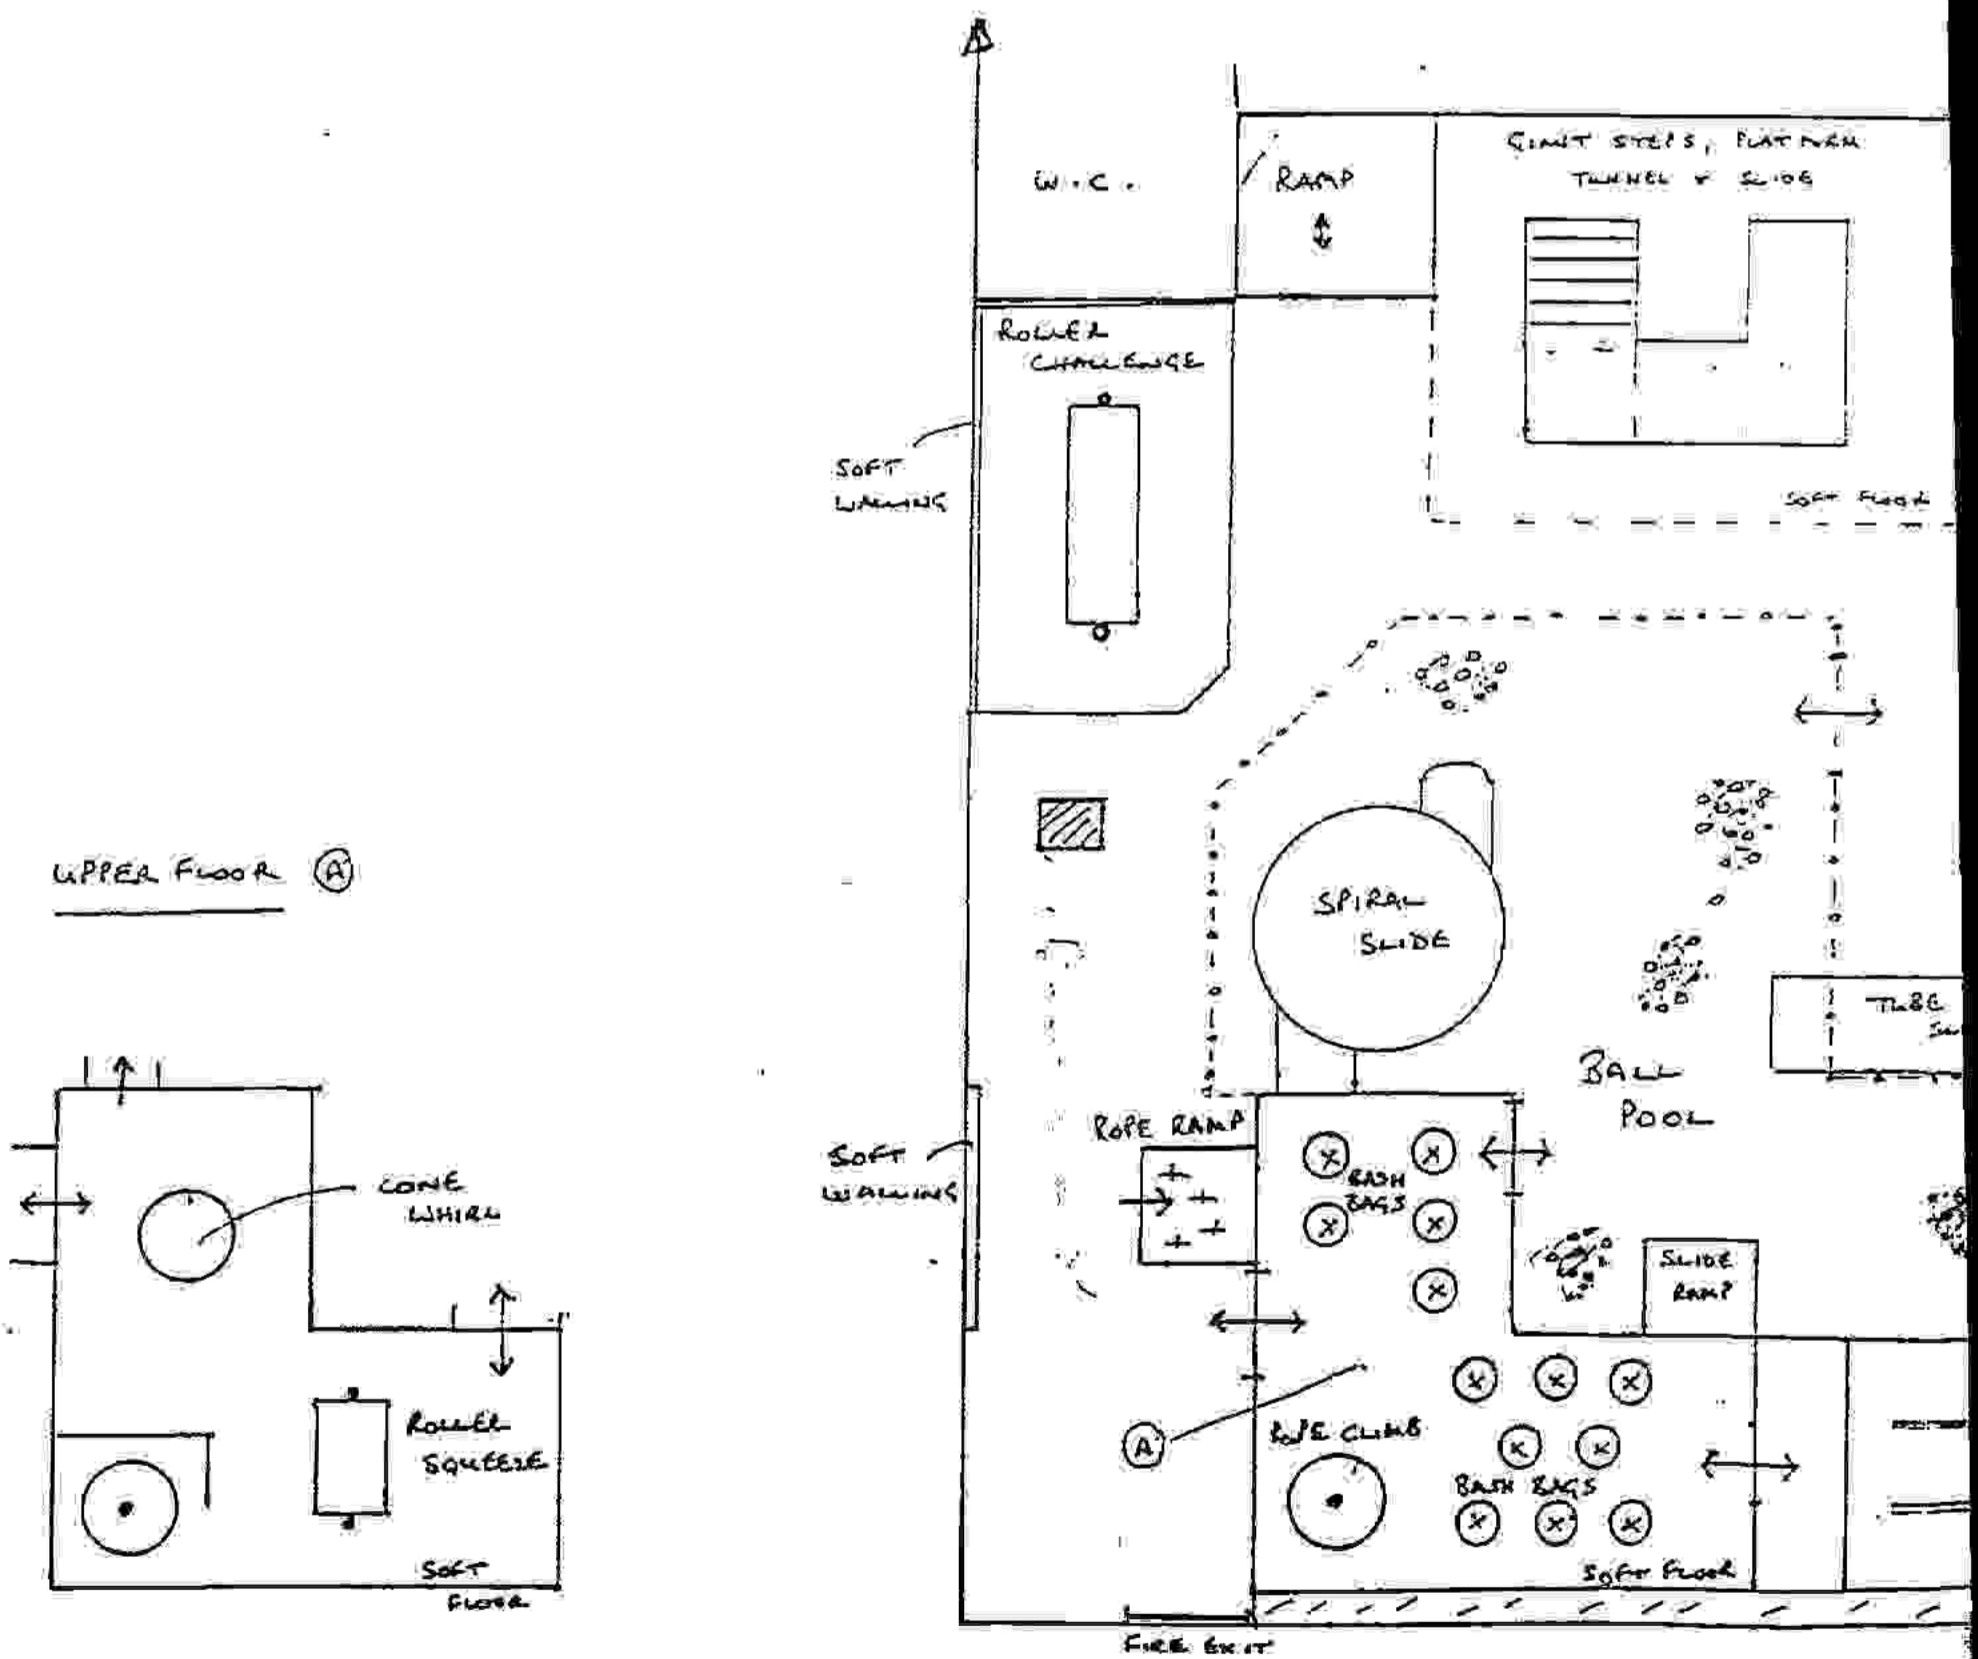 W.C.
RAMP
GIANT STEPS, PLATFORM
TUNNEL & SLIDE
ROLLER
CHALLENGE
SOFT
WALLING
SOFT FLOOR
UPPER FLOOR Ⓐ
SPIRAL
SLIDE
TUBE
BALL
POOL
ROPE RAMP
SOFT
WALLING
BASH
BAGS
CONE
WHIRL
SLIDE
RAMP
ROLLER
SQUEEZE
A
ROPE CLIMB
BASH BAGS
SOFT
FLOOR
SOFT FLOOR
FIRE EXIT